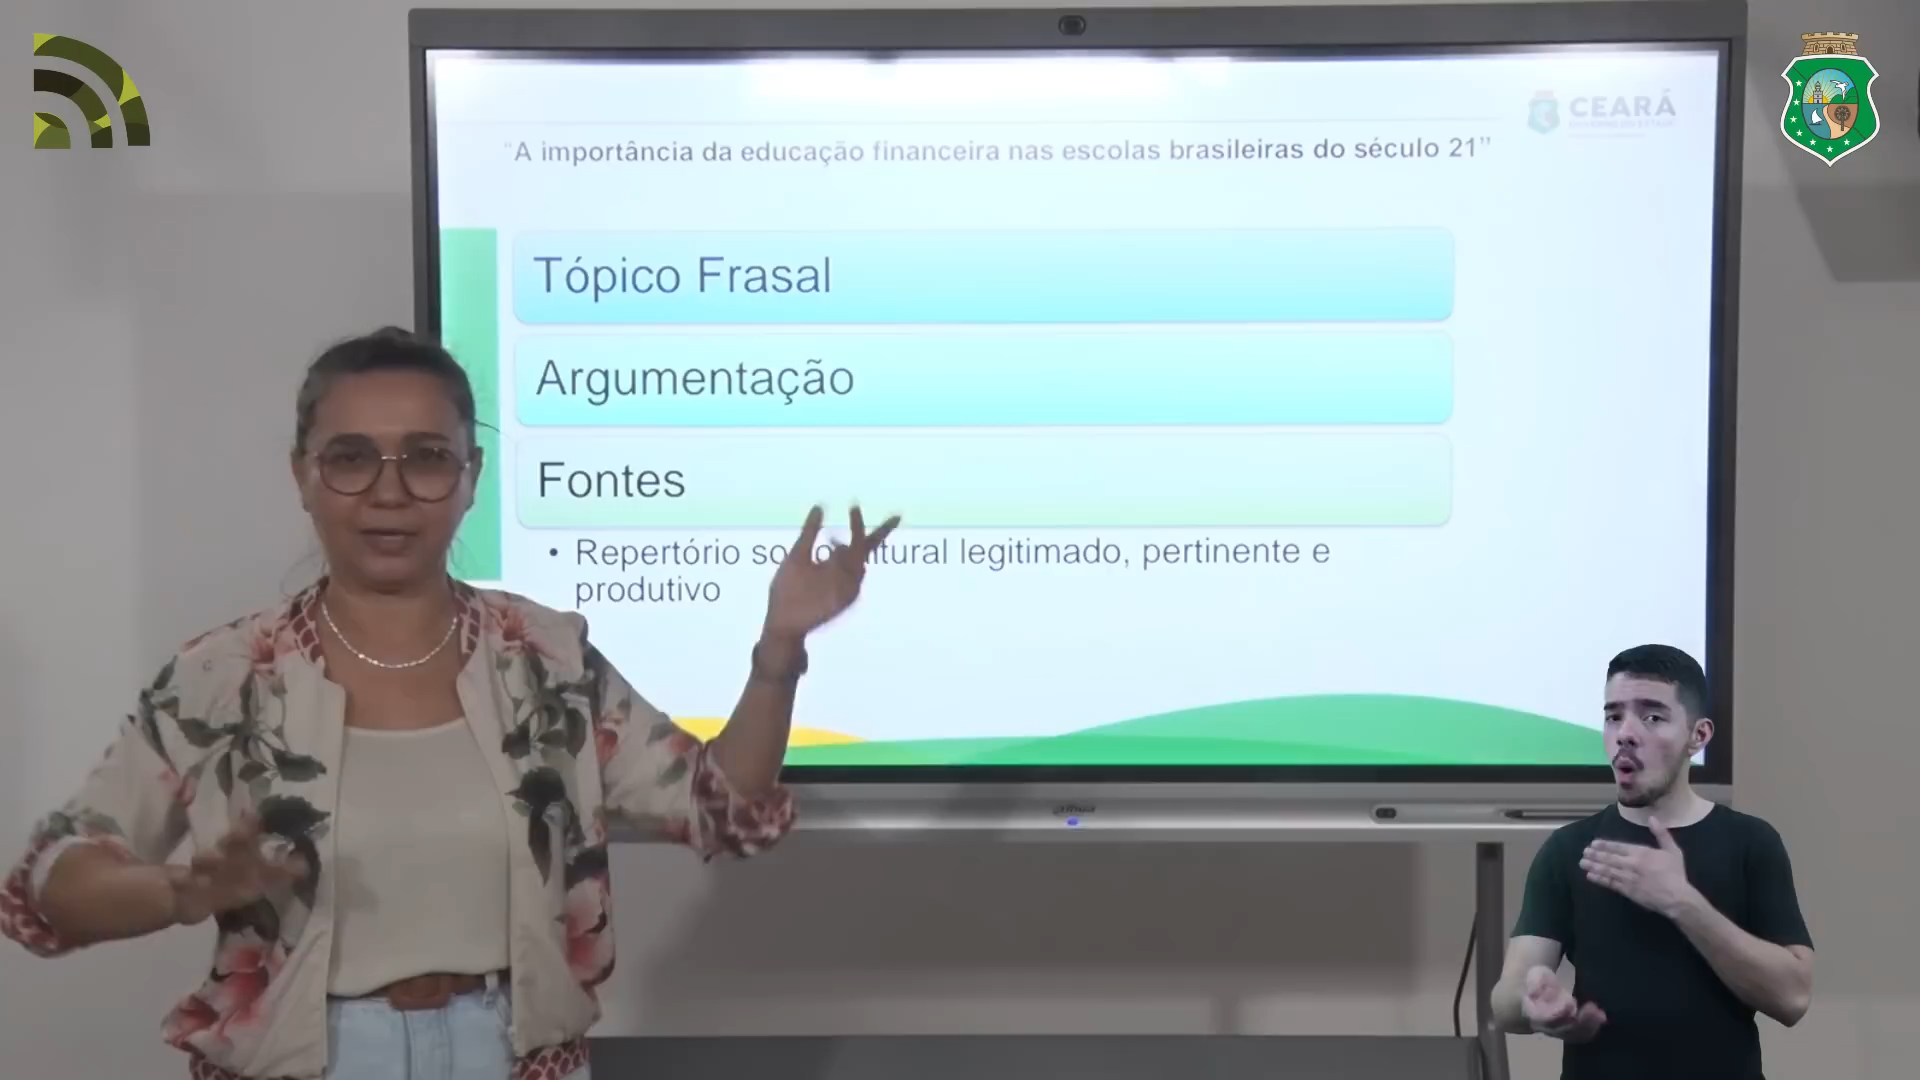 CEARÁ
"A importância da educação financeira nas escolas brasileiras do século 21"
Tópico Frasal
Argumentação
Fontes
• Repertório legitimado, pertinente e
produtivo
alhua